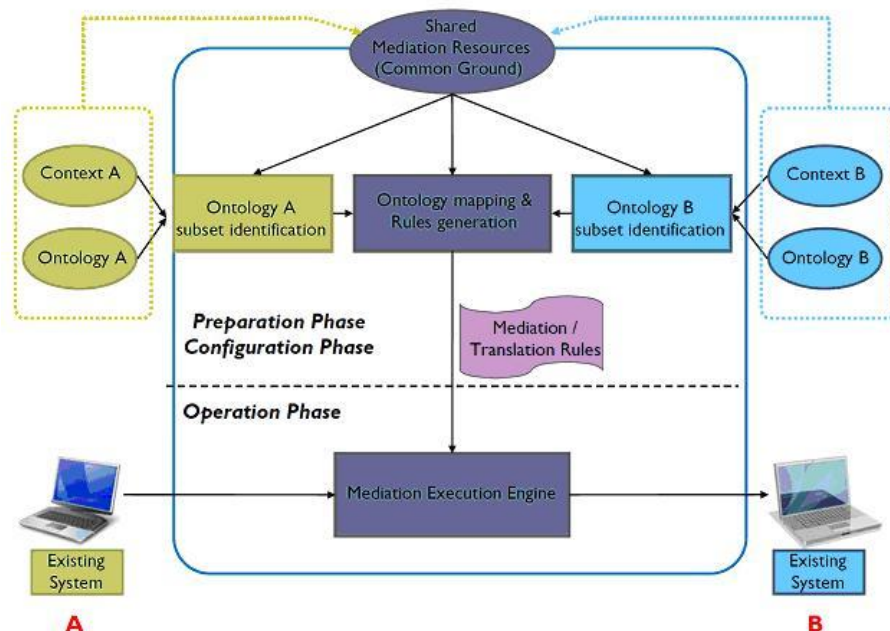 Shared
Mediation Resources
(Common Ground)
Context A
Ontology A
Ontology A
subset identification
Ontology mapping &
Rules generation
Ontology B
subset identification
Context B
Ontology B
Preparation Phase
Configuration Phase
Mediation /
Translation Rules
Operation Phase
Mediation Execution Engine
Existing
System
A
Existing
System
B